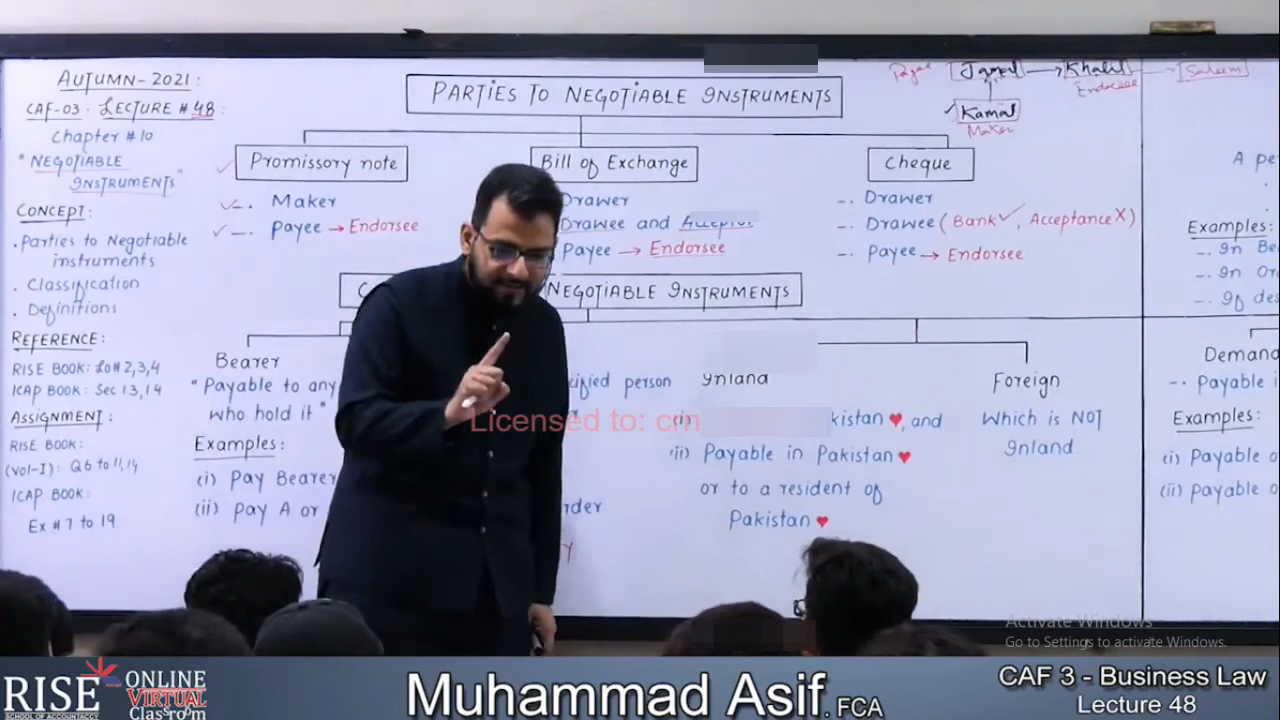 AUTUMN-2021:
CAF-03. LECTURE # 48
Chapter #10
"NEGOTIABLE
INSTRUMENTS"
CONCEPT:
. Parties to Negotiable
instruments
. Classification
. Definitions
REFERENCE:
RISE BOOK: Lo# 2,3,4
ICAP BOOK: Sec 13,14
ASSIGNMENT:
RISE BOOK:
(Vol-I): Q6 to 11,14
ICAP BOOK:
Ex # 7 to 19
PARTIES TO NEGOTIABLE INSTRUMENTS
Promissory note
-. Maker
-. Payee → Endorsee
Bill of Exchange
Drawer
Drawee and
Payee → Endorsee
Cheque
-. Drawer
-. Drawee (Bank ✓, Acceptance X)
-. Payee → Endorsee
Payee Jamal → Khalil → Saleem
Endorsee
Kamal
Maker
NEGOTIABLE INSTRUMENTS
Bearer
"Payable to any
who hold it"
Examples:
(i) Pay Bearer
(ii) Pay A or
person
Inland
(i) kistan ♥, and
(ii) Payable in Pakistan ♥
or to a resident of
Pakistan ♥
Foreign
Which is NOT
Inland
A pe
Examples:
-. In Be
-. In Or
-. If des
Demand
-. Payable i
Examples:
(i) Payable o
(ii) Payable o
Licensed to: cm
Activate Windows
Go to Settings to activate Windows.
RISE
SCHOOL OF ACCOUNTANCY
ONLINE
VIRTUAL
Classroom
Muhammad Asif. FCA
CAF 3 - Business Law
Lecture 48